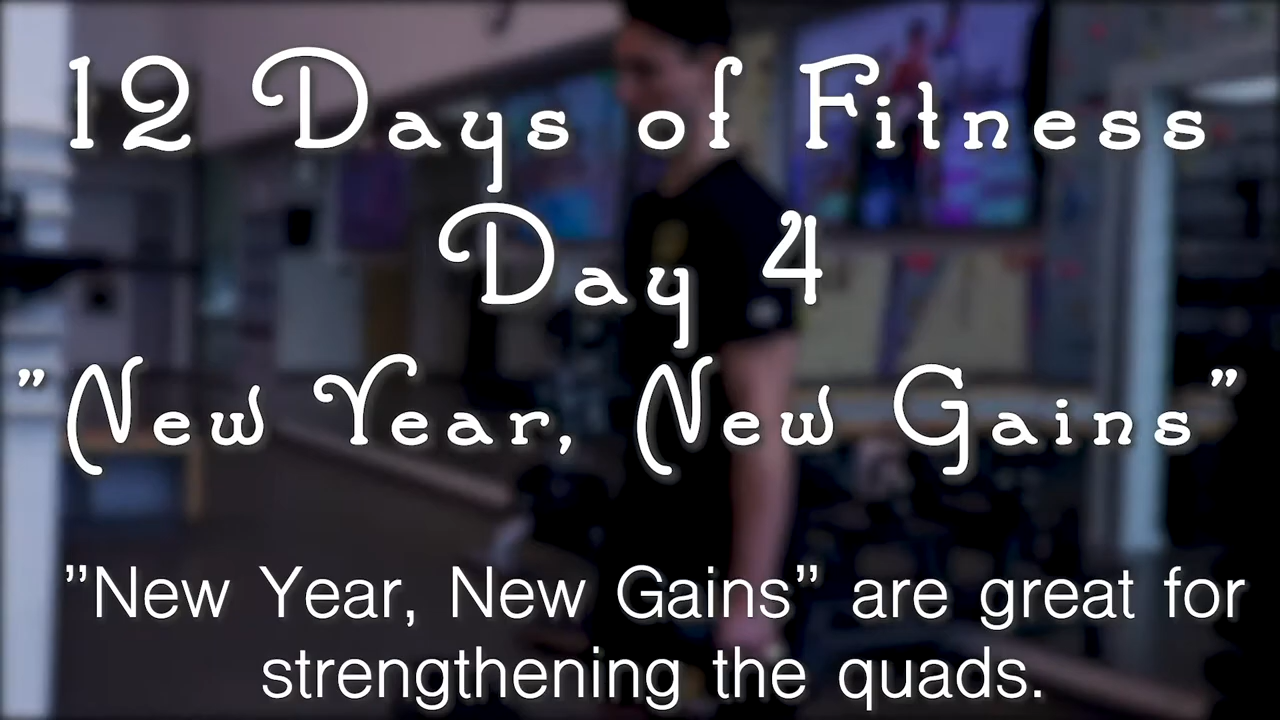 12 Days of Fitness
Day 4
”New Year, New Gains”
”New Year, New Gains” are great for
strengthening the quads.